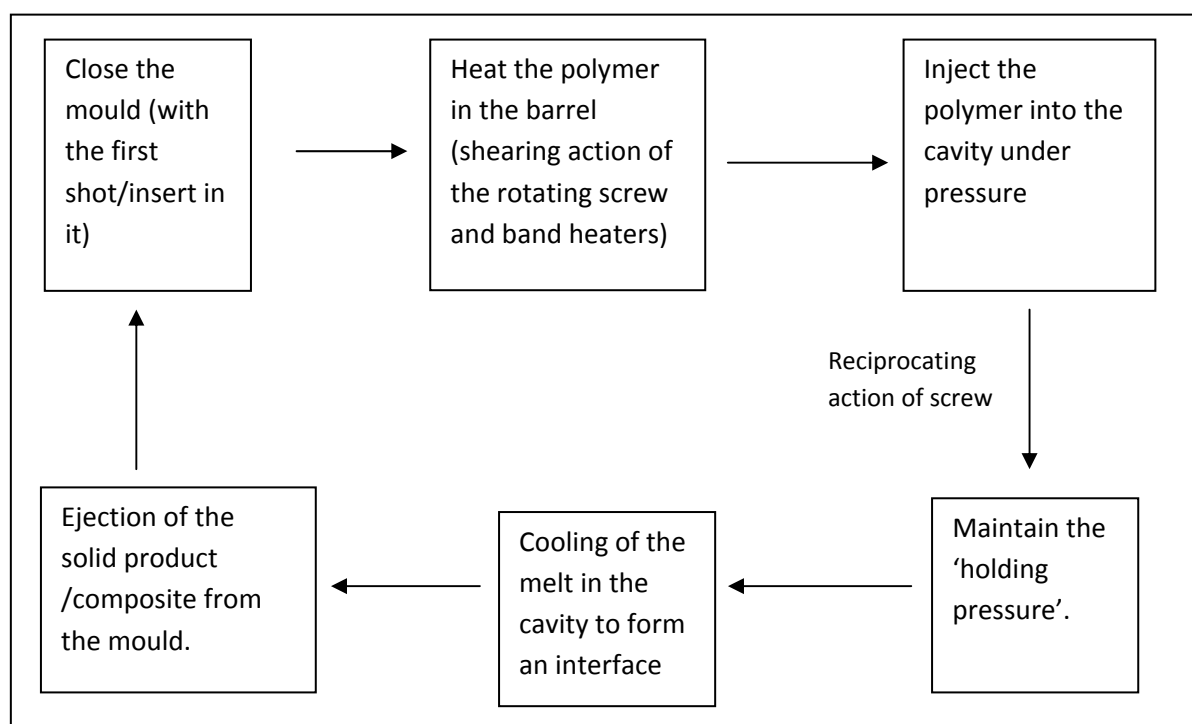 Close the
mould (with
the first
shot/insert in
it)
Heat the polymer
in the barrel
(shearing action of
the rotating screw
and band heaters)
Inject the
polymer into the
cavity under
pressure
Reciprocating
action of screw
Maintain the
‘holding
pressure’.
Cooling of the
melt in the
cavity to form
an interface
Ejection of the
solid product
/composite from
the mould.